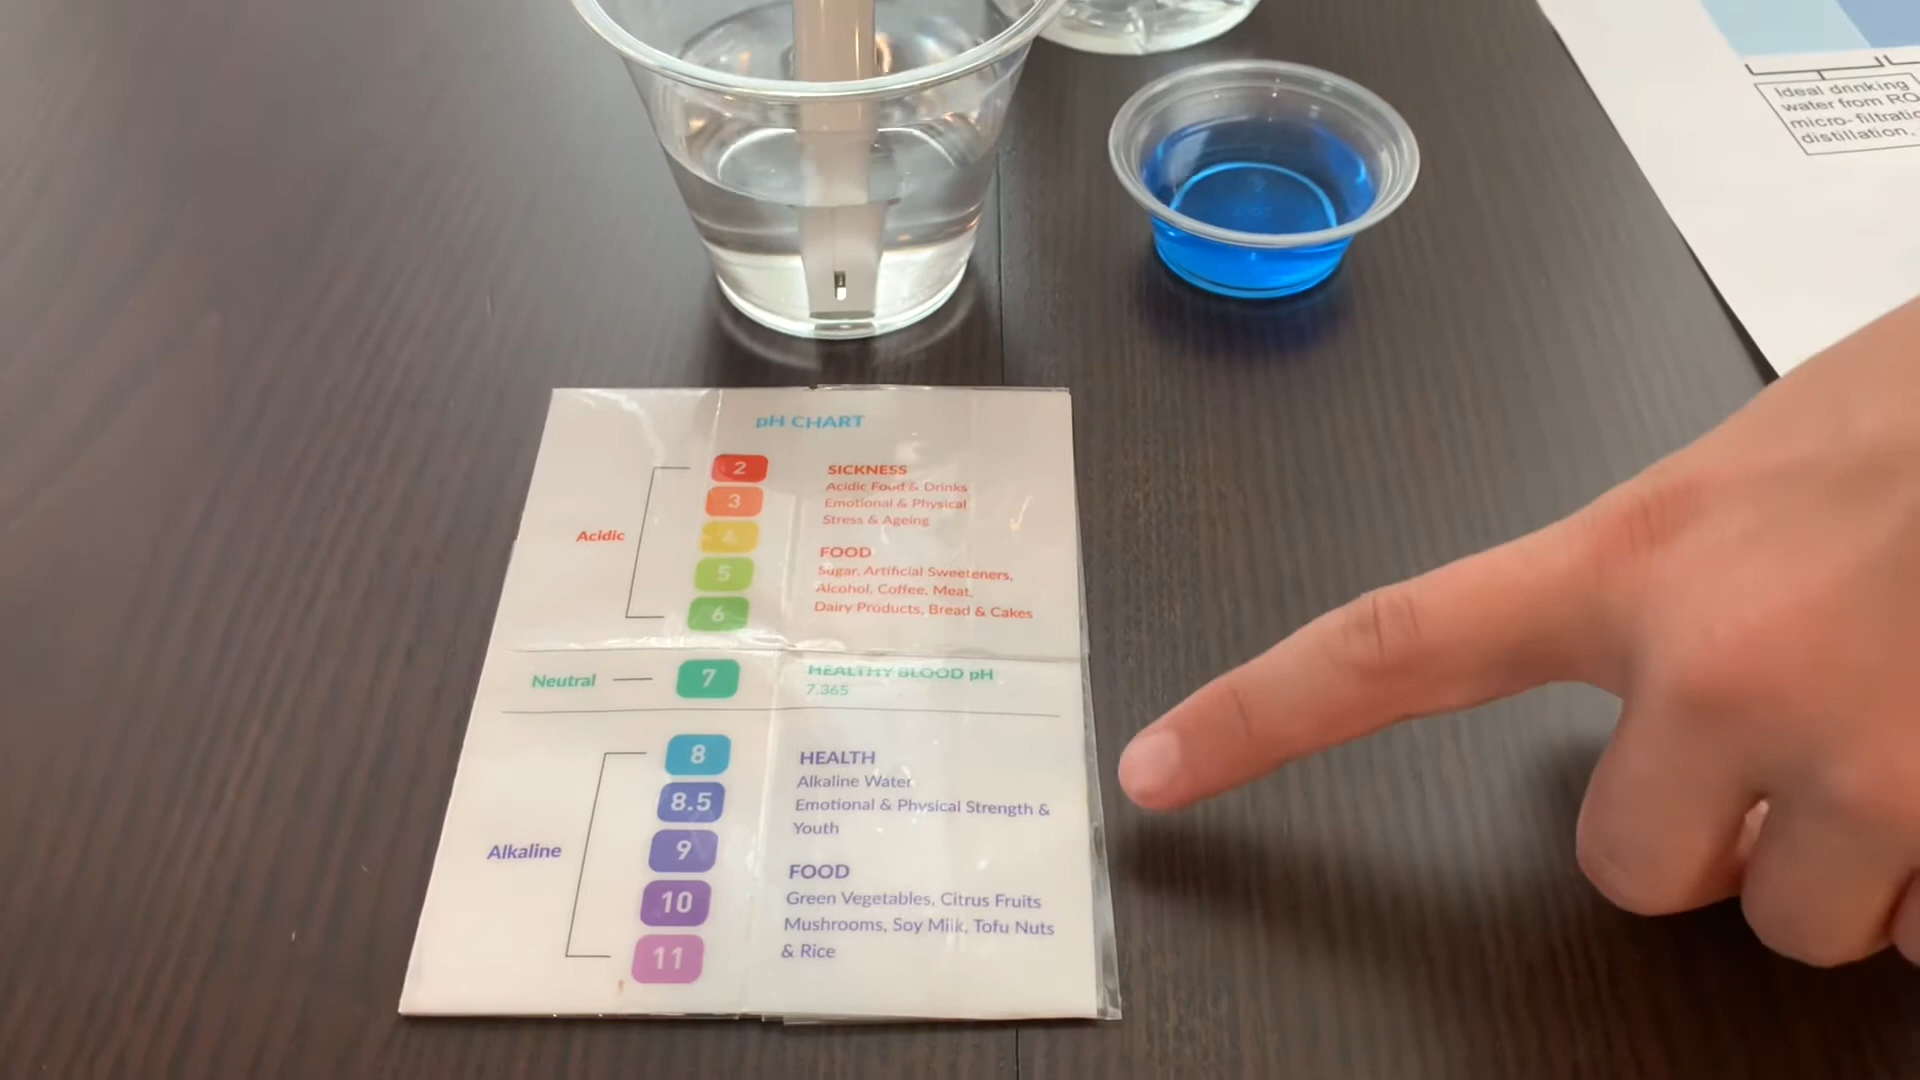 Ideal drinking
water from RO
micro-filtratio
distillation.
pH CHART
Acidic
2
3
4
5
6
SICKNESS
Acidic Food & Drinks
Emotional & Physical
Stress & Ageing
FOOD
Sugar, Artificial Sweeteners,
Alcohol, Coffee, Meat,
Dairy Products, Bread & Cakes
Neutral
7
HEALTHY BLOOD pH
7.365
Alkaline
8
8.5
9
10
11
HEALTH
Alkaline Water
Emotional & Physical Strength &
Youth
FOOD
Green Vegetables, Citrus Fruits
Mushrooms, Soy Milk, Tofu Nuts
& Rice